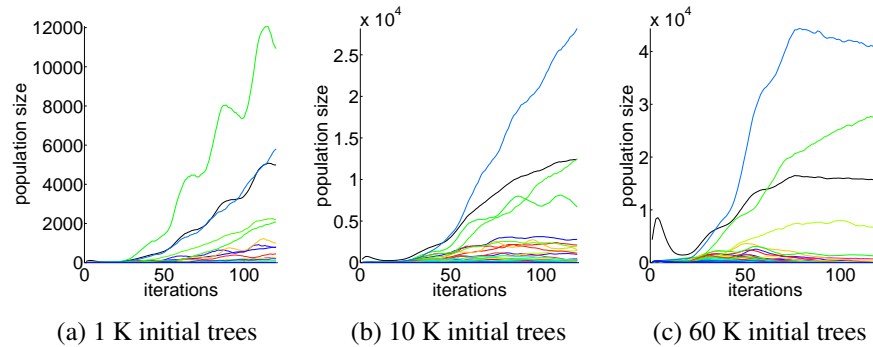 12000
10000
8000
6000
4000
2000
0
population size
0 50 100
iterations
(a) 1 K initial trees
x 10^4
2.5
2
1.5
1
0.5
0
population size
0 50 100
iterations
(b) 10 K initial trees
x 10^4
4
3
2
1
0
population size
0 50 100
iterations
(c) 60 K initial trees